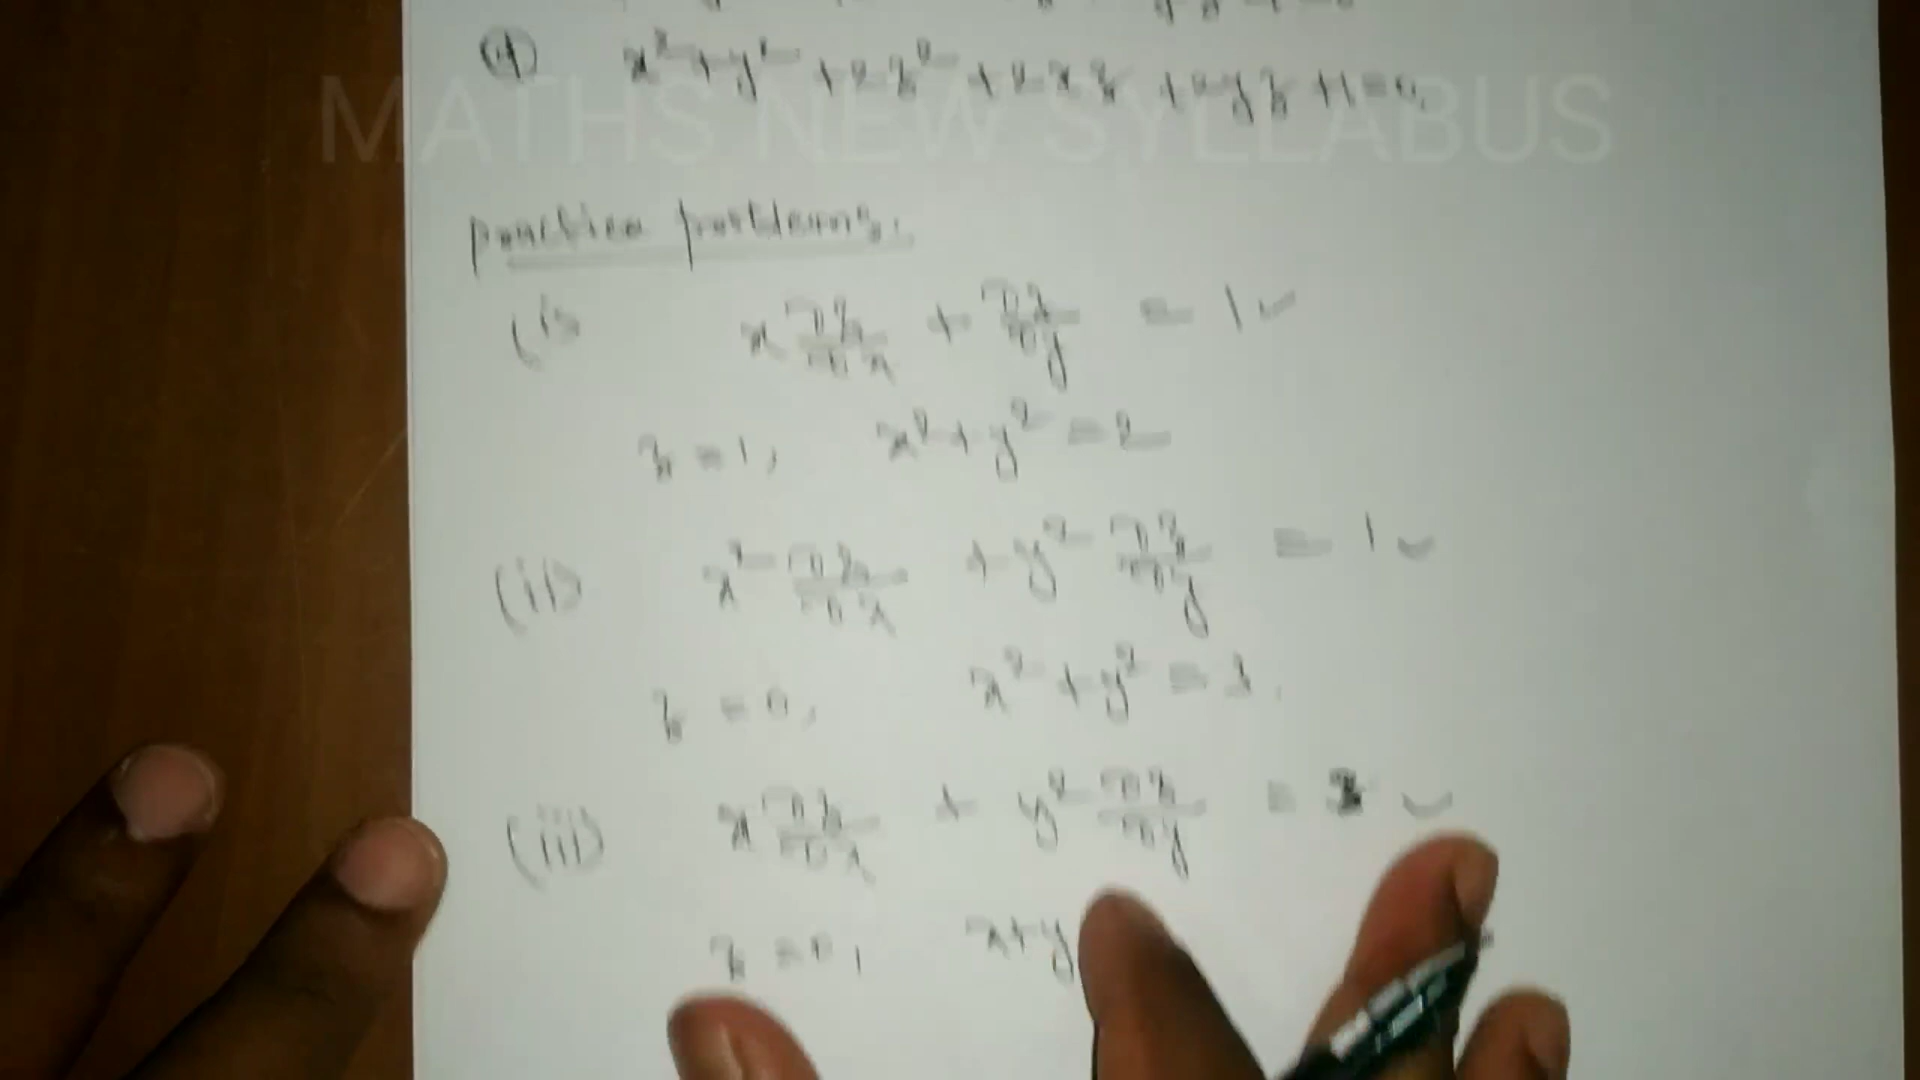 (4) x² + y² + 2z² + 2xz + 2yz + 1 = 0.
MATHS NEW SYLLABUS
practice problems.
(i) x ∂z/∂x + ∂z/∂y = 1
z = 1, x² + y² = 2
(ii) x² ∂z/∂x + y² ∂z/∂y = 1
z = 0, x² + y² = 1.
(iii) x ∂z/∂x + y² ∂z/∂y =
z = 0, x + y